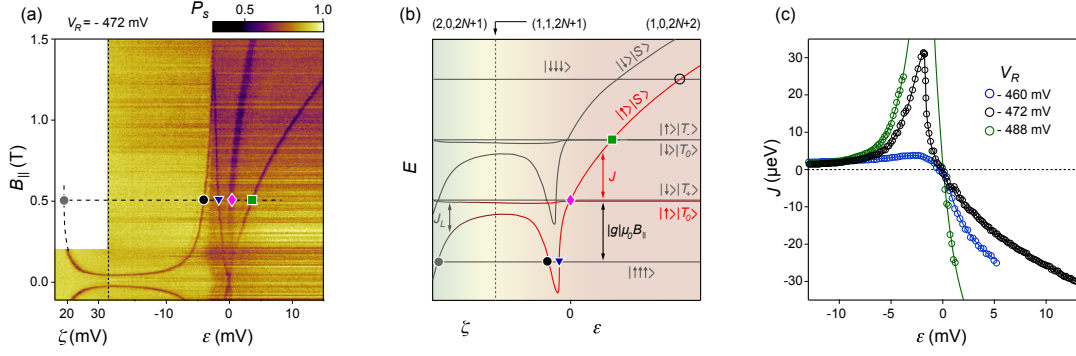 (a)
V_R = - 472 mV
P_s
0.5
1.0
B_|| (T)
1.5
1.0
0.5
0.0
20
30
-10
0
10
ζ (mV)
ε (mV)
(b)
(2,0,2N+1)
(1,1,2N+1)
(1,0,2N+2)
E
|↓↓↓⟩
|↓⟩|S⟩
|↑⟩|S⟩
|↑⟩|T_-⟩
|↓⟩|T_0⟩
J
|↓⟩|T_+⟩
|↑⟩|T_0⟩
J_L
|g|μ_0B_||
|↑↑↑⟩
ζ
0
ε
(c)
J (μeV)
30
20
10
0
-10
-20
-30
V_R
- 460 mV
- 472 mV
- 488 mV
-10
-5
0
5
10
ε (mV)